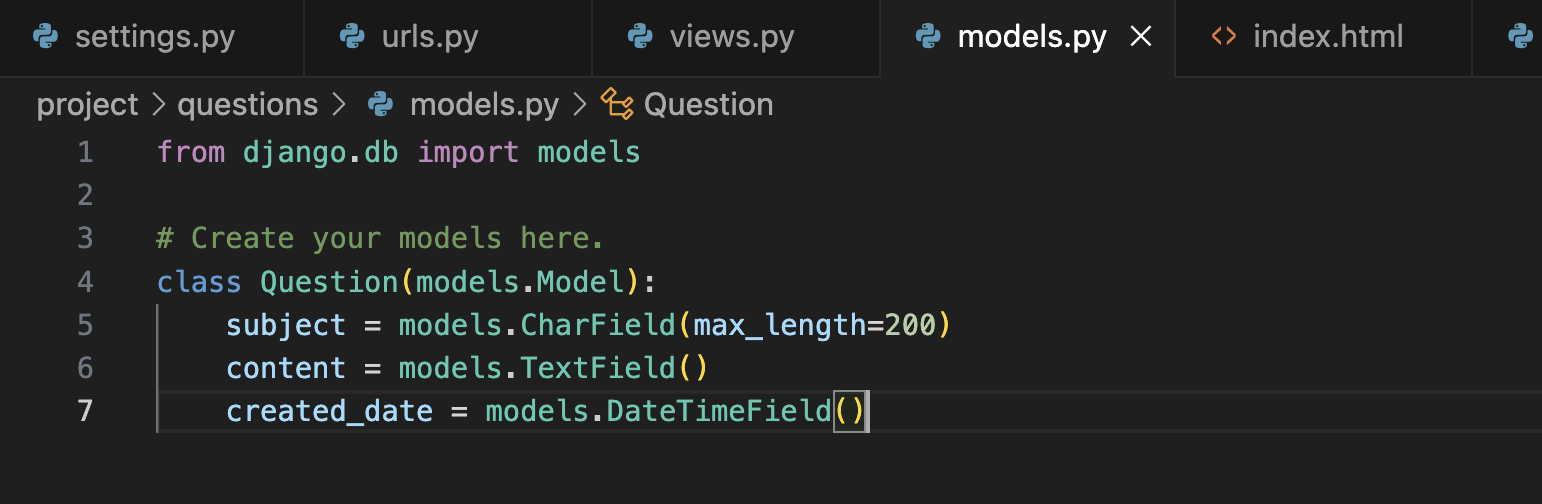 settings.py urls.py views.py models.py index.html
project > questions > models.py > Question
1 from django.db import models
2
3 # Create your models here.
4 class Question(models.Model):
5     subject = models.CharField(max_length=200)
6     content = models.TextField()
7     created_date = models.DateTimeField()